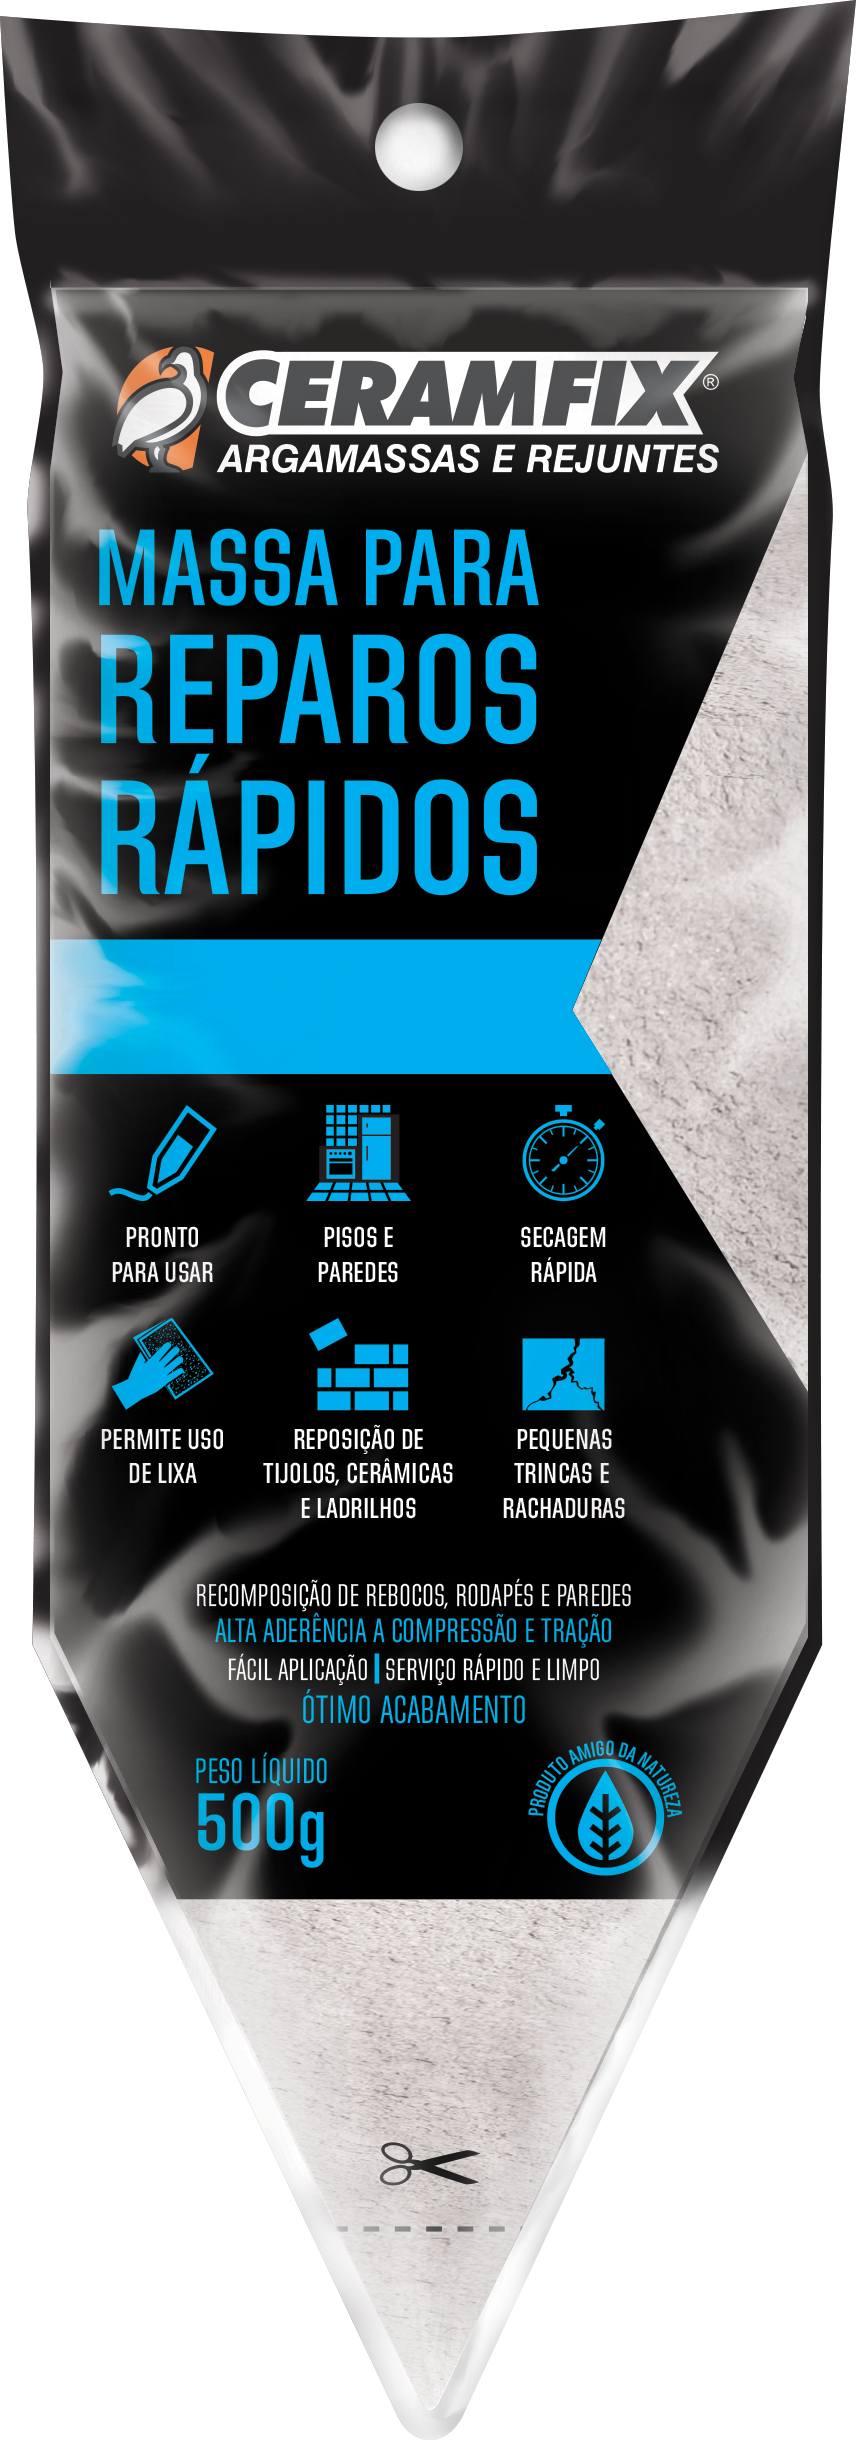 CERAMFIX®
ARGAMASSAS E REJUNTES
MASSA PARA
REPAROS
RÁPIDOS
PRONTO
PARA USAR
PISOS E
PAREDES
SECAGEM
RÁPIDA
PERMITE USO
DE LIXA
REPOSIÇÃO DE
TIJOLOS, CERÂMICAS
E LADRILHOS
PEQUENAS
TRINCAS E
RACHADURAS
RECOMPOSIÇÃO DE REBOCOS, RODAPÉS E PAREDES
ALTA ADERÊNCIA A COMPRESSÃO E TRAÇÃO
FÁCIL APLICAÇÃO | SERVIÇO RÁPIDO E LIMPO
ÓTIMO ACABAMENTO
PESO LÍQUIDO
500g
PRODUTO AMIGO DA NATUREZA